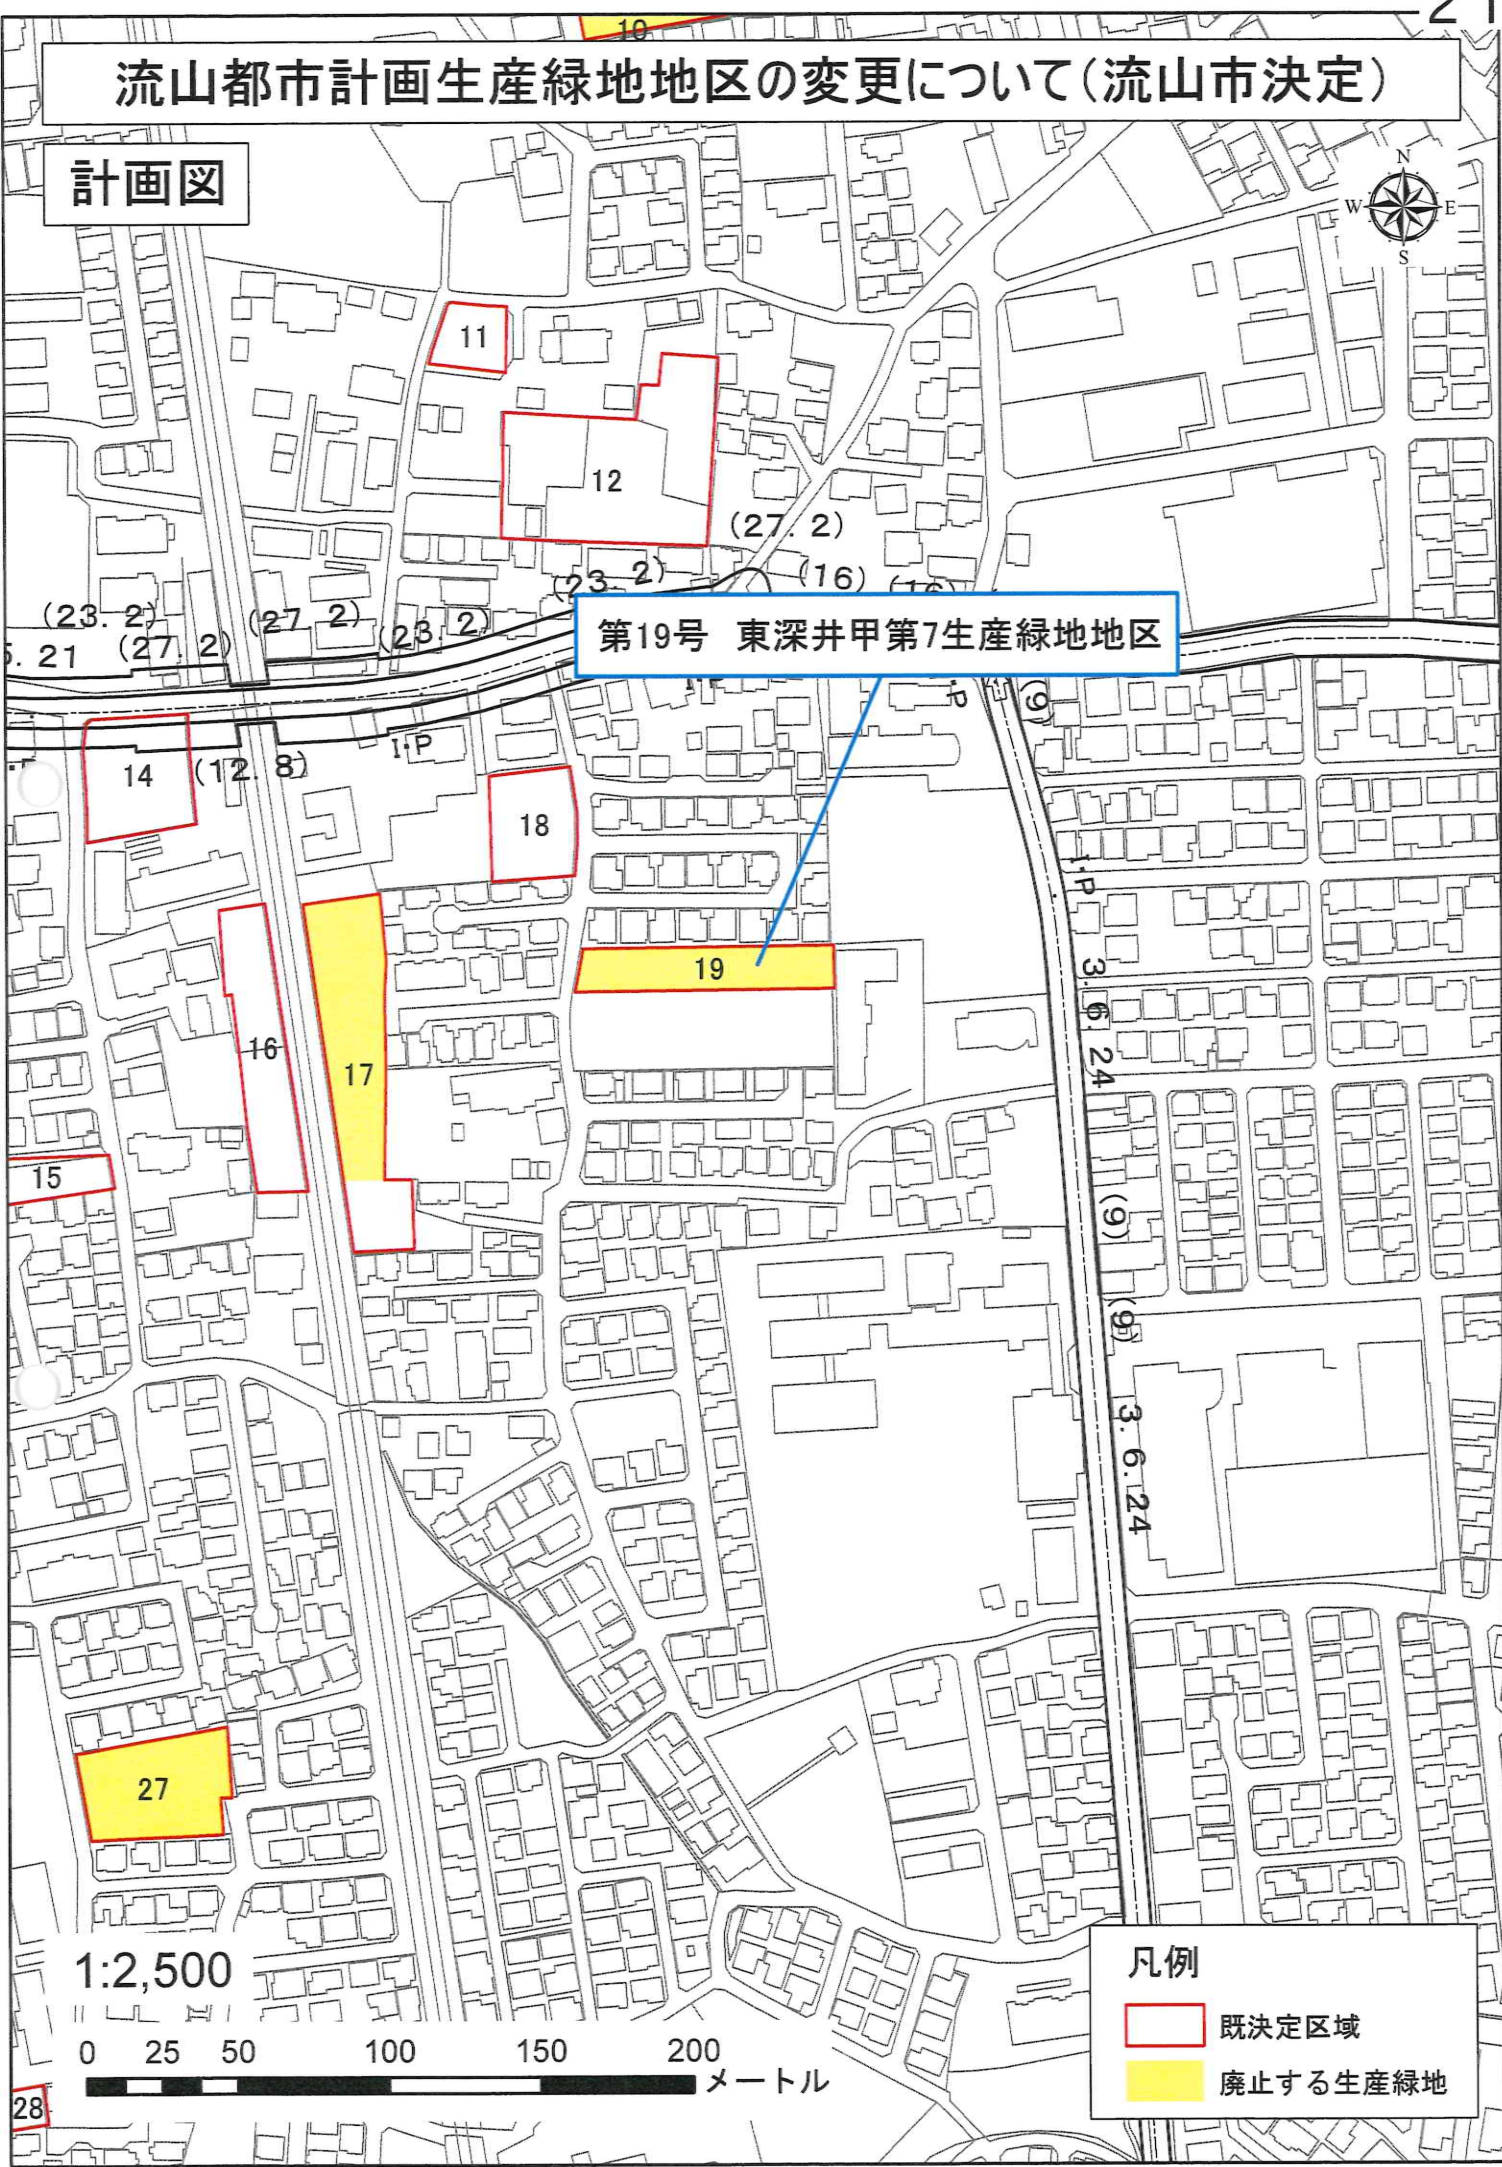 10
流山都市計画生産緑地地区の変更について(流山市決定)
計画図
N
W E
S
11
12
(27.2)
(23.2)
(16)
(23.2)
(27.2)
(27.2)
(23.2)
第19号 東深井甲第7生産緑地地区
(9)
14
(12.8)
I・P
18
I・P
19
3.6.24
16
17
15
(9)
(9)
3.6.24
27
1:2,500
0 25 50 100 150 200
メートル
凡例
既決定区域
廃止する生産緑地
28